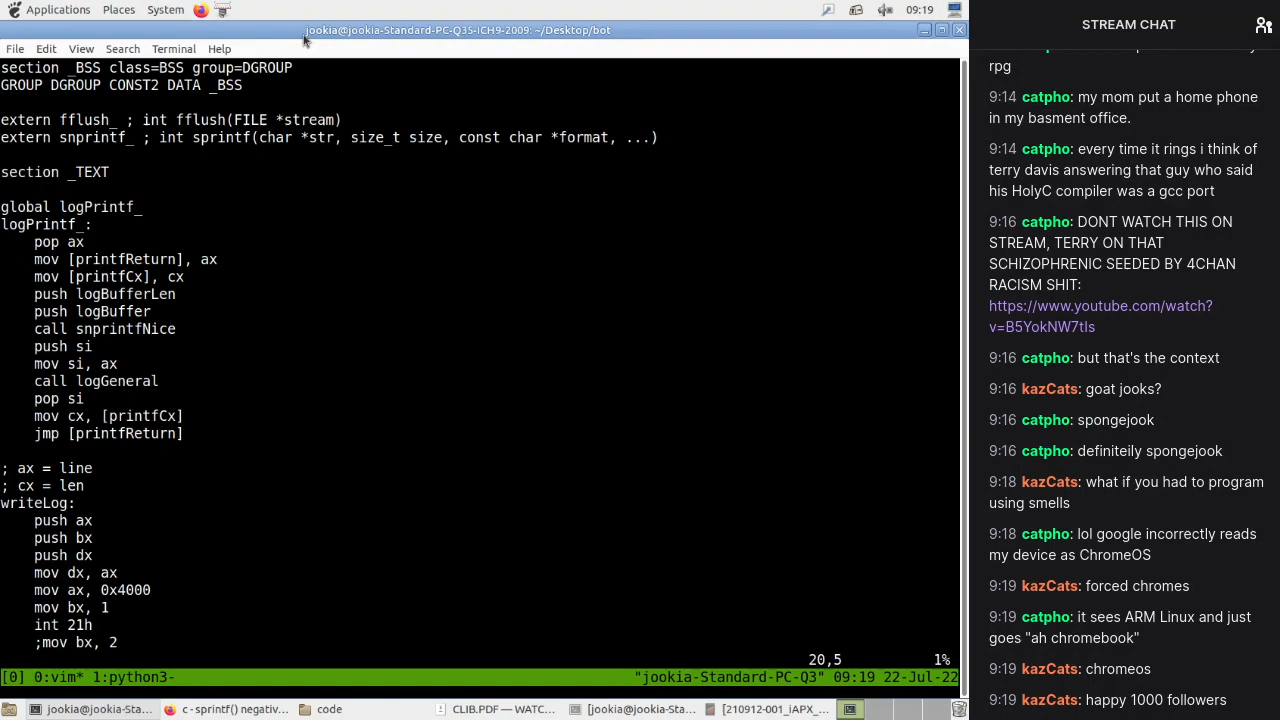 Applications Places System 09:19
jookia@jookia-Standard-PC-Q35-ICH9-2009: ~/Desktop/bot
File Edit View Search Terminal Help
section _BSS class=BSS group=DGROUP
GROUP DGROUP CONST2 DATA _BSS
extern fflush_ ; int fflush(FILE *stream)
extern snprintf_ ; int sprintf(char *str, size_t size, const char *format, ...)
section _TEXT
global logPrintf_
logPrintf_:
pop ax
mov [printfReturn], ax
mov [printfCx], cx
push logBufferLen
push logBuffer
call snprintfNice
push si
mov si, ax
call logGeneral
pop si
mov cx, [printfCx]
jmp [printfReturn]
; ax = line
; cx = len
writeLog:
push ax
push bx
push dx
mov dx, ax
mov ax, 0x4000
mov bx, 1
int 21h
;mov bx, 2
20,5 1%
[0] 0:vim* 1:python3- "jookia-Standard-PC-Q3" 09:19 22-Jul-22
jookia@jookia-Sta... c - sprintf() negativ... code CLIB.PDF — WATC... [jookia@jookia-Sta... [210912-001_iAPX_...
STREAM CHAT
rpg
9:14 catpho: my mom put a home phone
in my basment office.
9:14 catpho: every time it rings i think of
terry davis answering that guy who said
his HolyC compiler was a gcc port
9:16 catpho: DONT WATCH THIS ON
STREAM, TERRY ON THAT
SCHIZOPHRENIC SEEDED BY 4CHAN
RACISM SHIT:
https://www.youtube.com/watch?
v=B5YokNW7tIs
9:16 catpho: but that's the context
9:16 kazCats: goat jooks?
9:16 catpho: spongejook
9:16 catpho: definiteily spongejook
9:18 kazCats: what if you had to program
using smells
9:18 catpho: lol google incorrectly reads
my device as ChromeOS
9:19 kazCats: forced chromes
9:19 catpho: it sees ARM Linux and just
goes "ah chromebook"
9:19 kazCats: chromeos
9:19 kazCats: happy 1000 followers